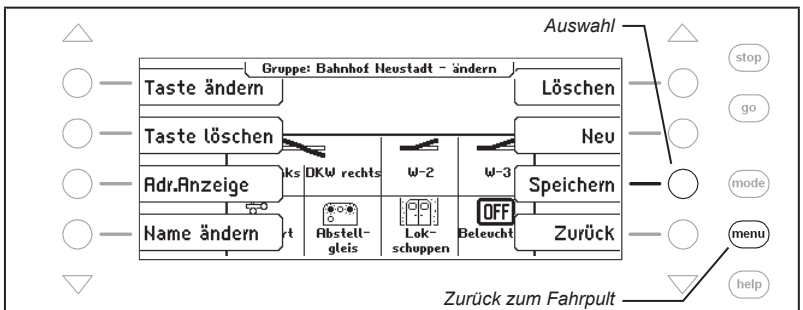 Auswahl
stop
Gruppe: Bahnhof Neustadt - ändern
Taste ändern
Löschen
go
Taste löschen
Neu
ks
DKW rechts
W-2
W-3
Adr.Anzeige
Speichern
mode
OFF
Name ändern
rt
Abstell-
gleis
Lok-
schuppen
Beleucht
Zurück
menu
help
Zurück zum Fahrpult